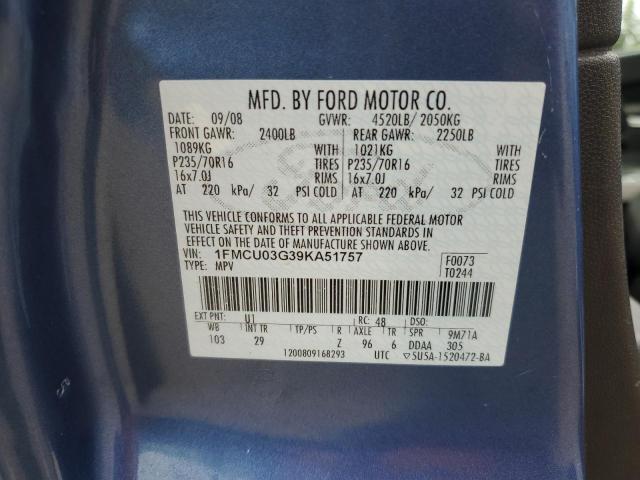 MFD. BY FORD MOTOR CO.
DATE: 09/08 GVWR: 4520LB/ 2050KG
FRONT GAWR: 2400LB REAR GAWR: 2250LB
1089KG WITH 1021KG WITH
P235/70R16 TIRES P235/70R16 TIRES
16x7.0J RIMS 16x7.0J RIMS
AT 220 kPa/ 32 PSI COLD AT 220 kPa/ 32 PSI COLD
THIS VEHICLE CONFORMS TO ALL APPLICABLE FEDERAL MOTOR
VEHICLE SAFETY AND THEFT PREVENTION STANDARDS IN
EFFECT ON THE DATE OF MANUFACTURE SHOWN ABOVE.
VIN: 1FMCU03G39KA51757 F0073
TYPE: MPV T0244
EXT PNT: U1 RC: 48 DSO:
WB INT TR TP/PS R AXLE TR SPR 9M71A
103 29 Z 96 6 DDAA 305
1200809168293 UTC ▽5U5A-1520472-BA